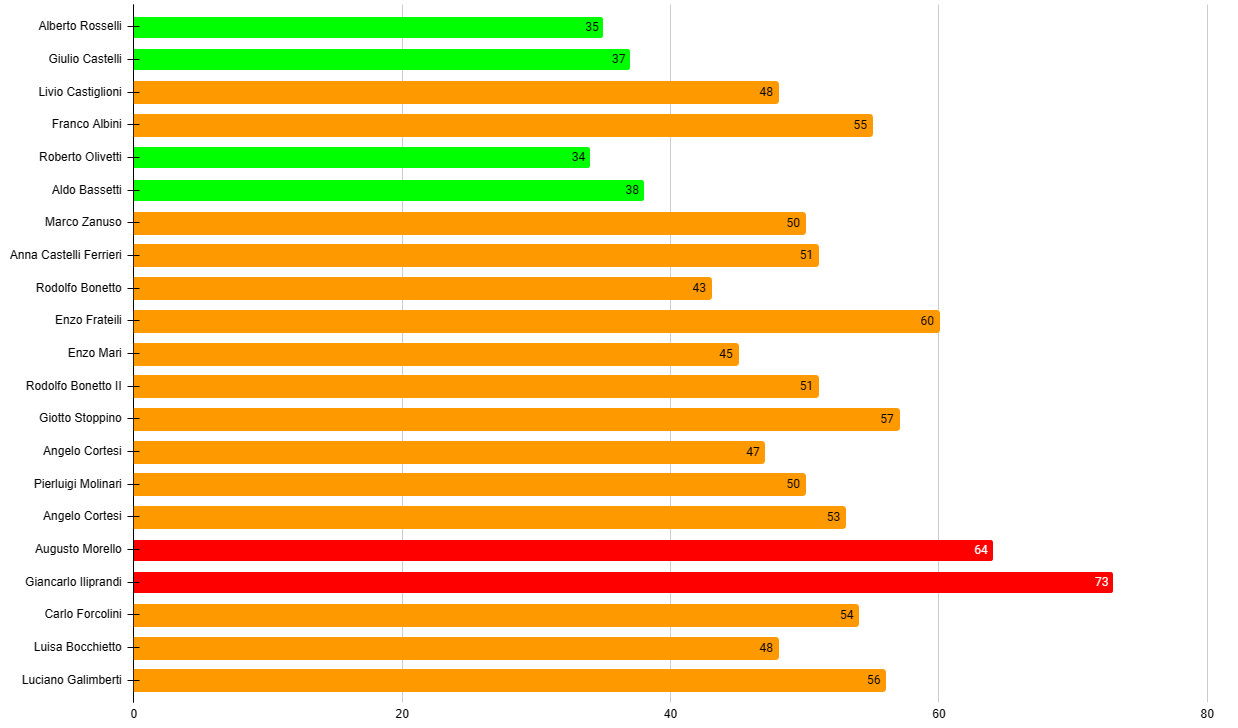 Alberto Rosselli 35
Giulio Castelli 37
Livio Castiglioni 48
Franco Albini 55
Roberto Olivetti 34
Aldo Bassetti 38
Marco Zanuso 50
Anna Castelli Ferrieri 51
Rodolfo Bonetto 43
Enzo Frateili 60
Enzo Mari 45
Rodolfo Bonetto II 51
Giotto Stoppino 57
Angelo Cortesi 47
Pierluigi Molinari 50
Angelo Cortesi 53
Augusto Morello 64
Giancarlo Iliprandi 73
Carlo Forcolini 54
Luisa Bocchietto 48
Luciano Galimberti 56
0 20 40 60 80